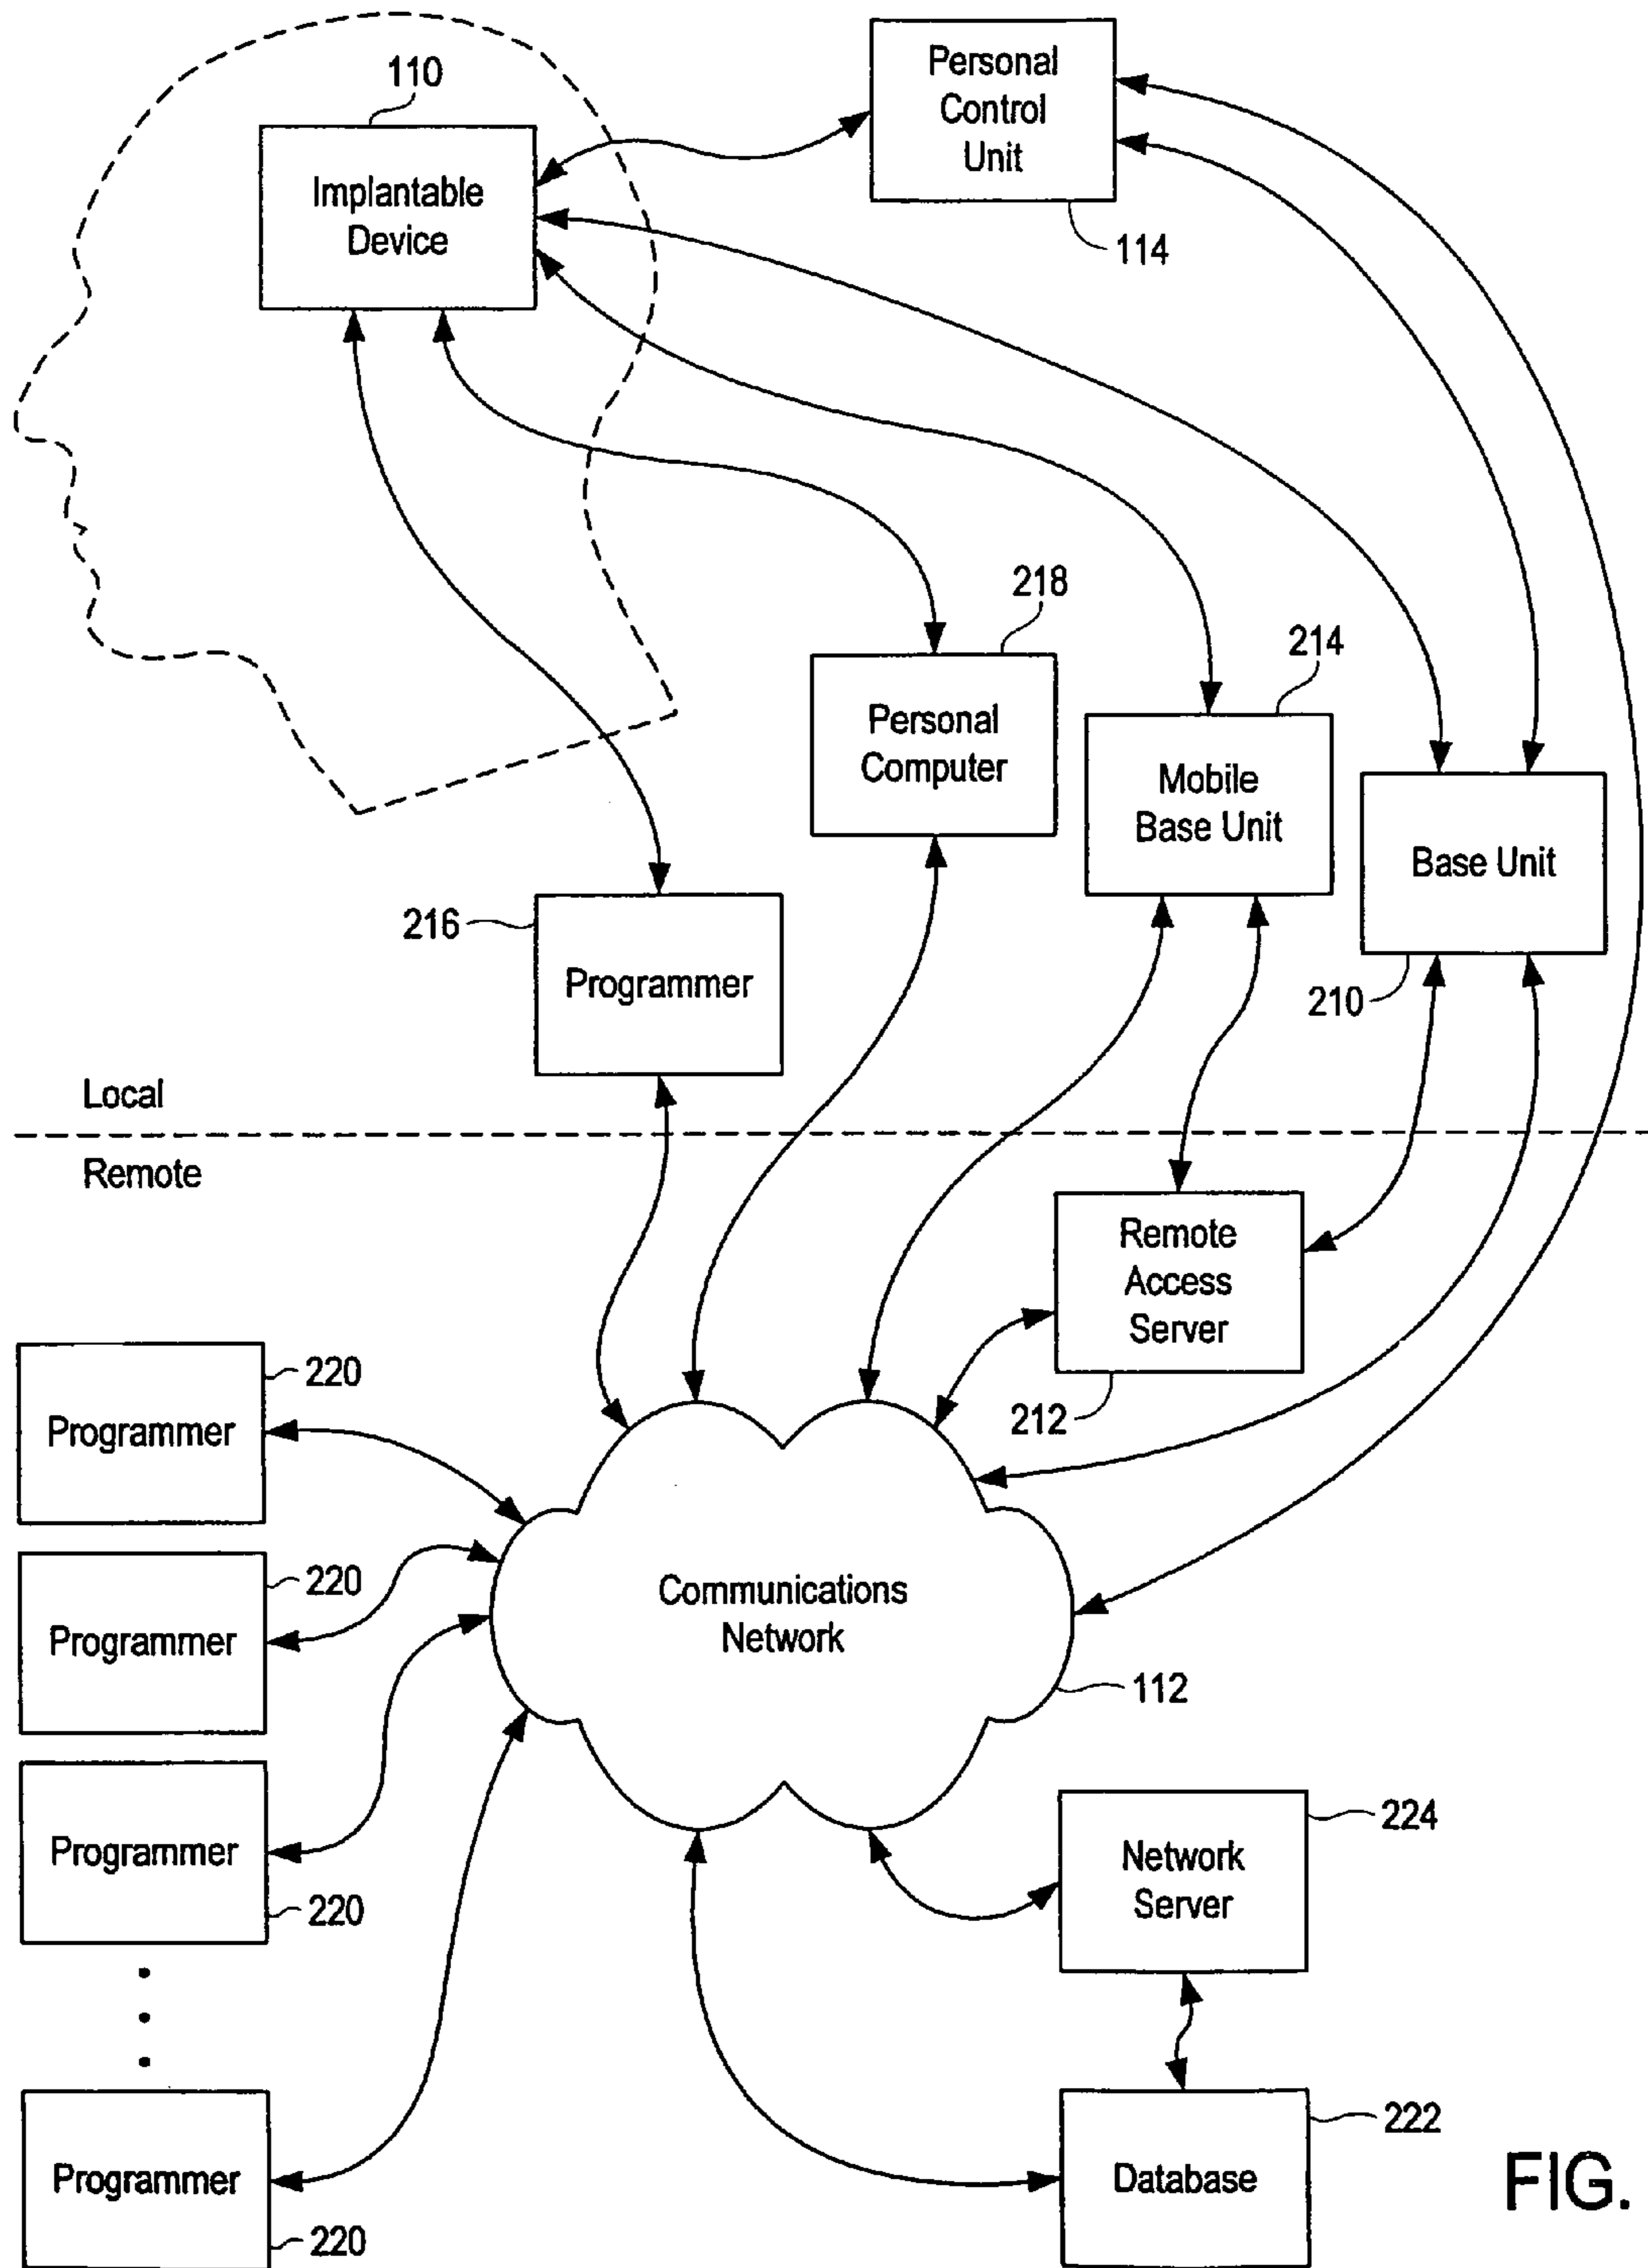 110
Implantable
Device
Personal
Control
Unit
114
218
Personal
Computer
214
Mobile
Base Unit
Base Unit
210
216
Programmer
Local
Remote
Remote
Access
Server
212
Programmer
220
Programmer
220
Programmer
220
Programmer
220
Communications
Network
112
224
Network
Server
222
Database
FIG.